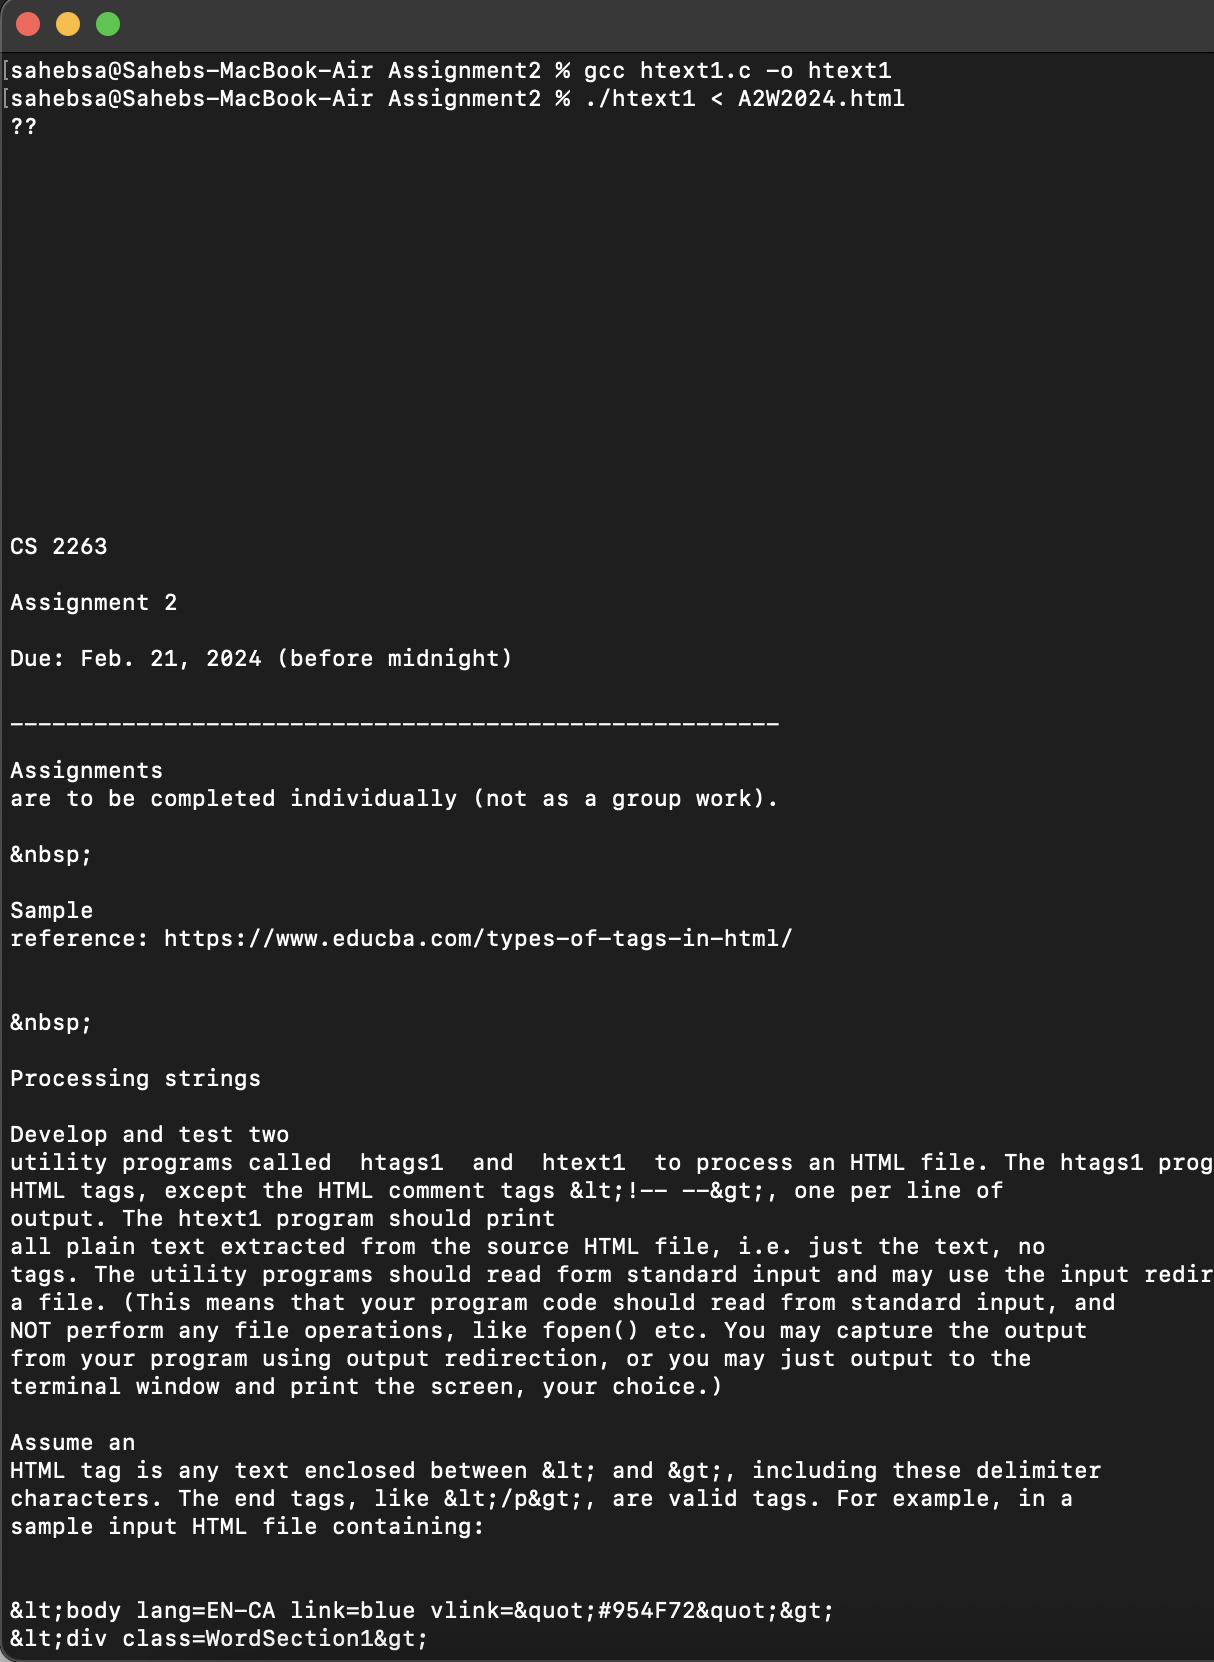 sahebsa@Sahebs-MacBook-Air Assignment2 % gcc htext1.c -o htext1
sahebsa@Sahebs-MacBook-Air Assignment2 % ./htext1 < A2W2024.html
??
CS 2263
Assignment 2
Due: Feb. 21, 2024 (before midnight)
-------------------------------------------------------
Assignments
are to be completed individually (not as a group work).
&nbsp;
Sample
reference: https://www.educba.com/types-of-tags-in-html/
&nbsp;
Processing strings
Develop and test two
utility programs called  htags1  and  htext1  to process an HTML file. The htags1 prog
HTML tags, except the HTML comment tags &lt;!-- --&gt;, one per line of
output. The htext1 program should print
all plain text extracted from the source HTML file, i.e. just the text, no
tags. The utility programs should read form standard input and may use the input redir
a file. (This means that your program code should read from standard input, and
NOT perform any file operations, like fopen() etc. You may capture the output
from your program using output redirection, or you may just output to the
terminal window and print the screen, your choice.)
Assume an
HTML tag is any text enclosed between &lt; and &gt;, including these delimiter
characters. The end tags, like &lt;/p&gt;, are valid tags. For example, in a
sample input HTML file containing:
&lt;body lang=EN-CA link=blue vlink=&quot;#954F72&quot;&gt;
&lt;div class=WordSection1&gt;